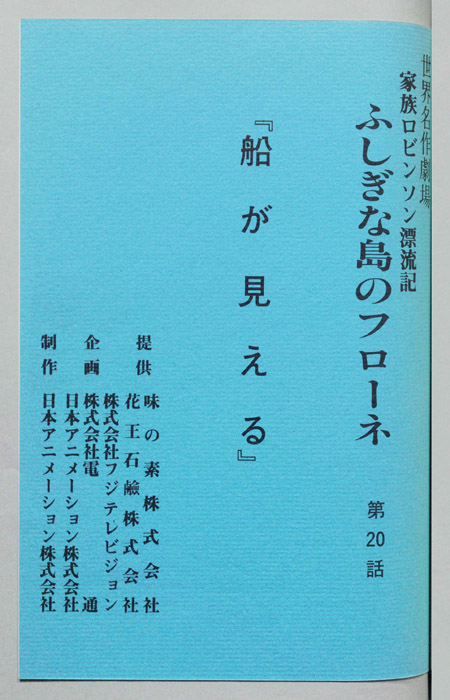 世界名作劇場
家族ロビンソン漂流記
ふしぎな島のフローネ
第20話
『船が見える』
提供
味の素株式会社
花王石鹸株式会社
企画
株式会社フジテレビジョン
株式会社電通
日本アニメーション株式会社
制作
日本アニメーション株式会社